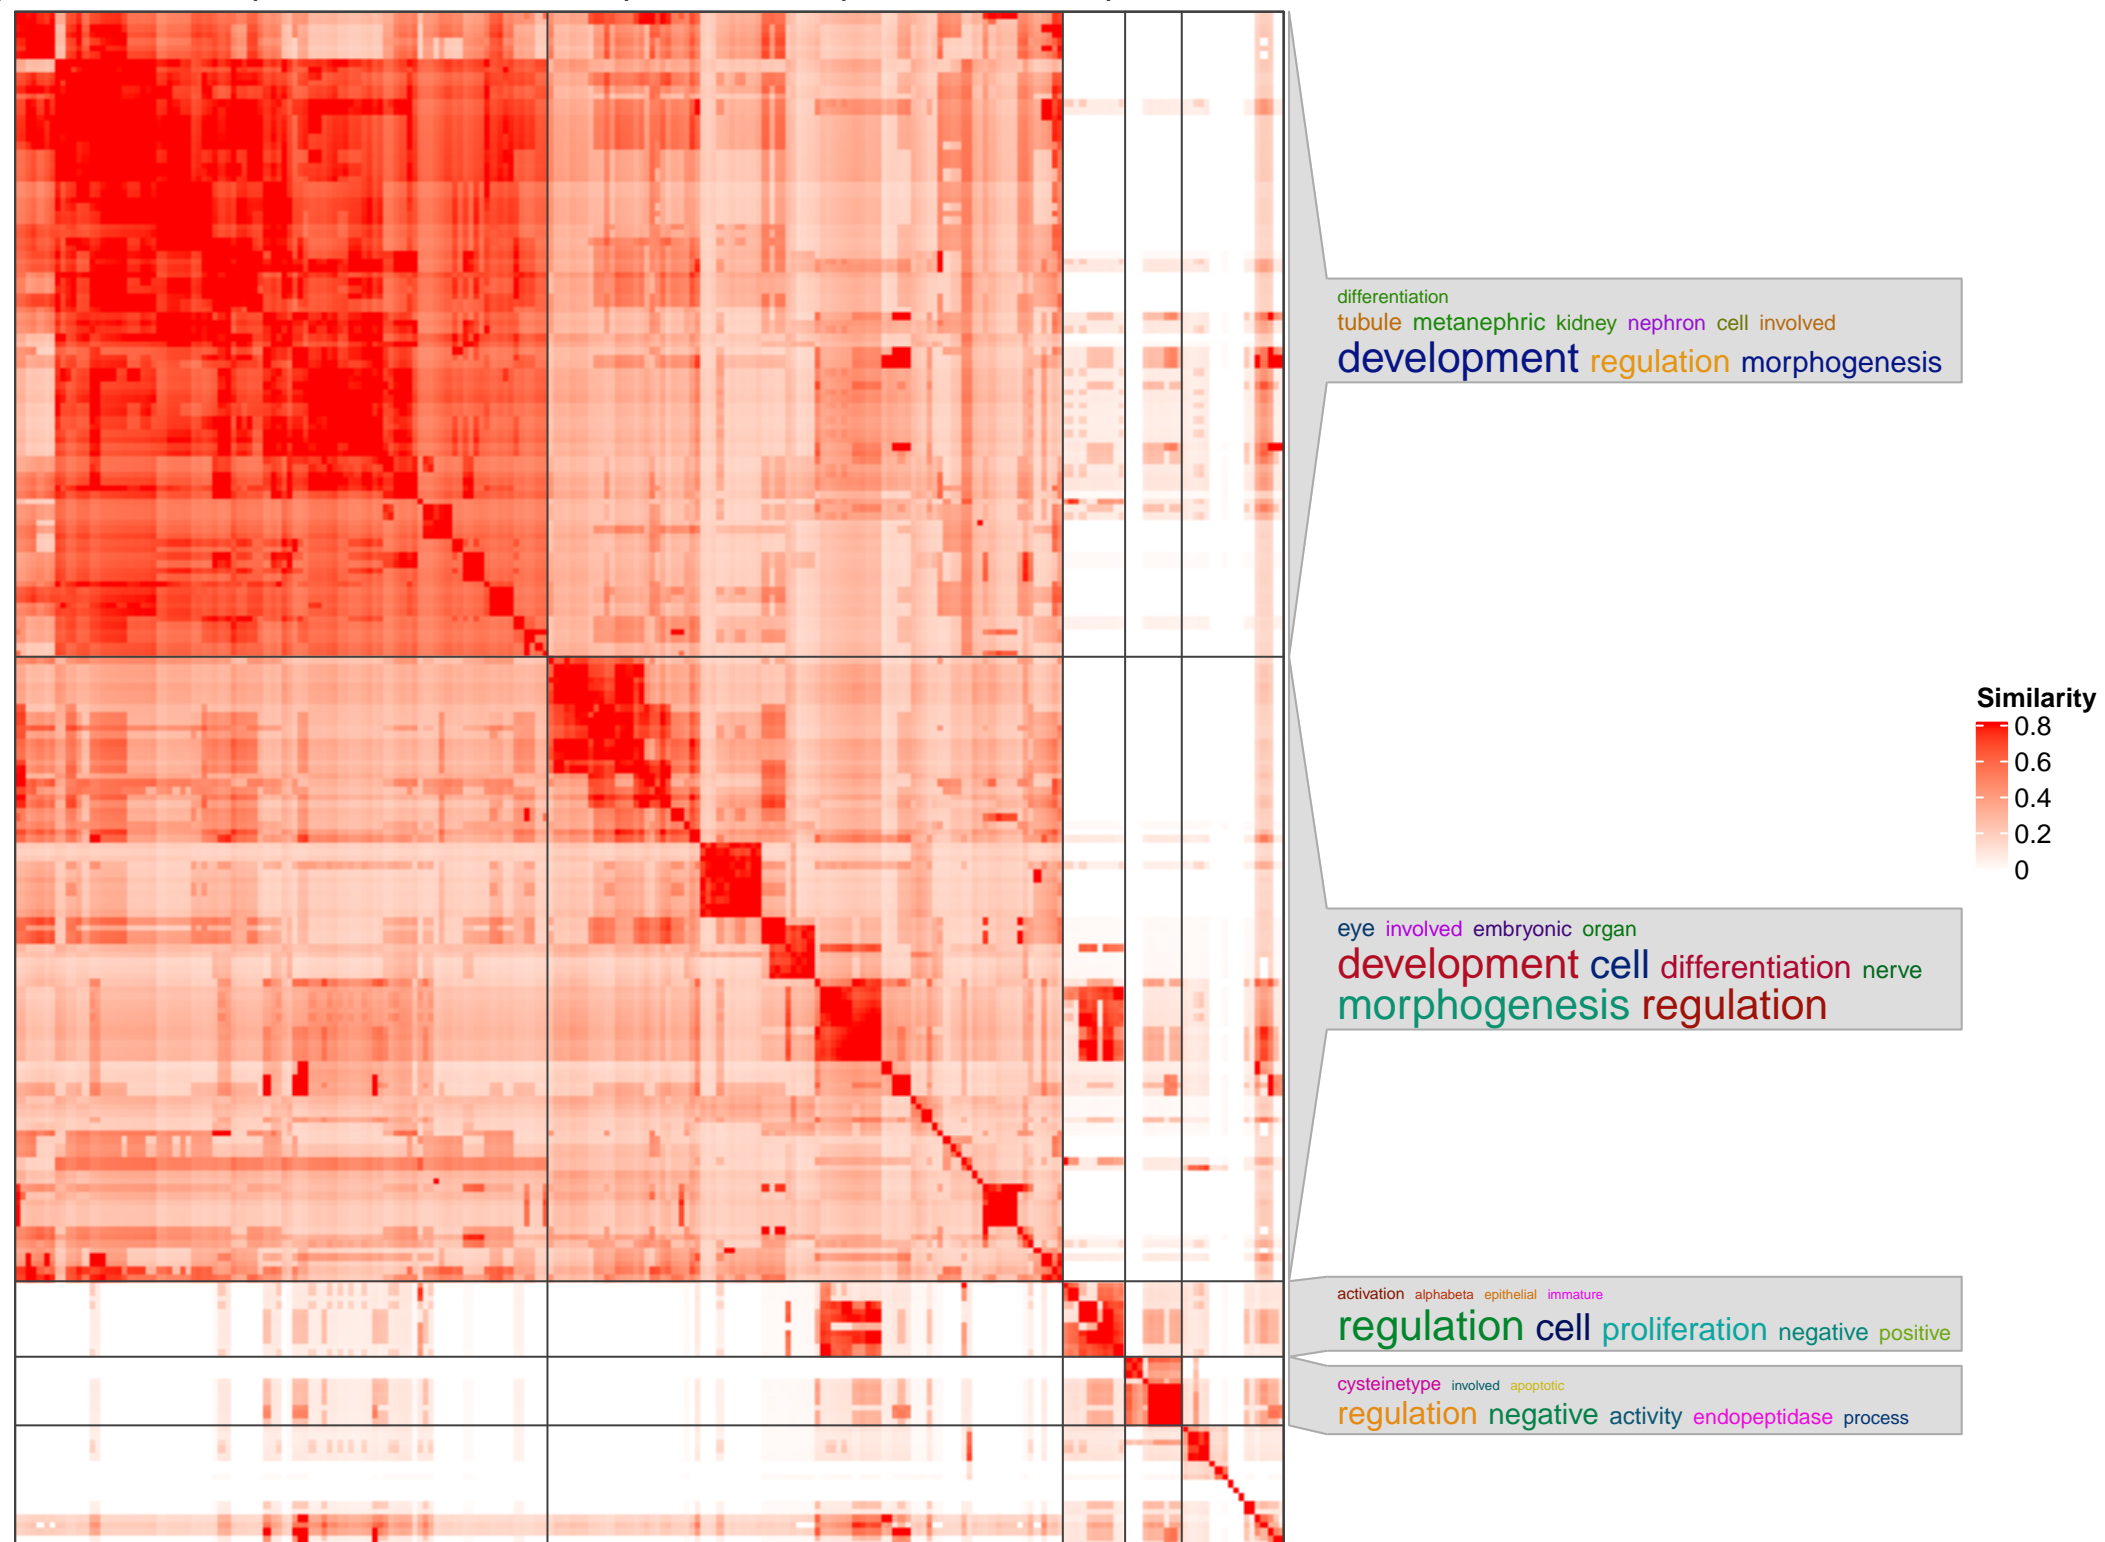 differentiation
tubule metanephric kidney nephron cell involved
development regulation morphogenesis
Similarity
0.8
0.6
0.4
0.2
0
eye involved embryonic organ
development cell differentiation nerve
morphogenesis regulation
activation alphabeta epithelial immature
regulation cell proliferation negative positive
cysteinetype involved apoptotic
regulation negative activity endopeptidase process